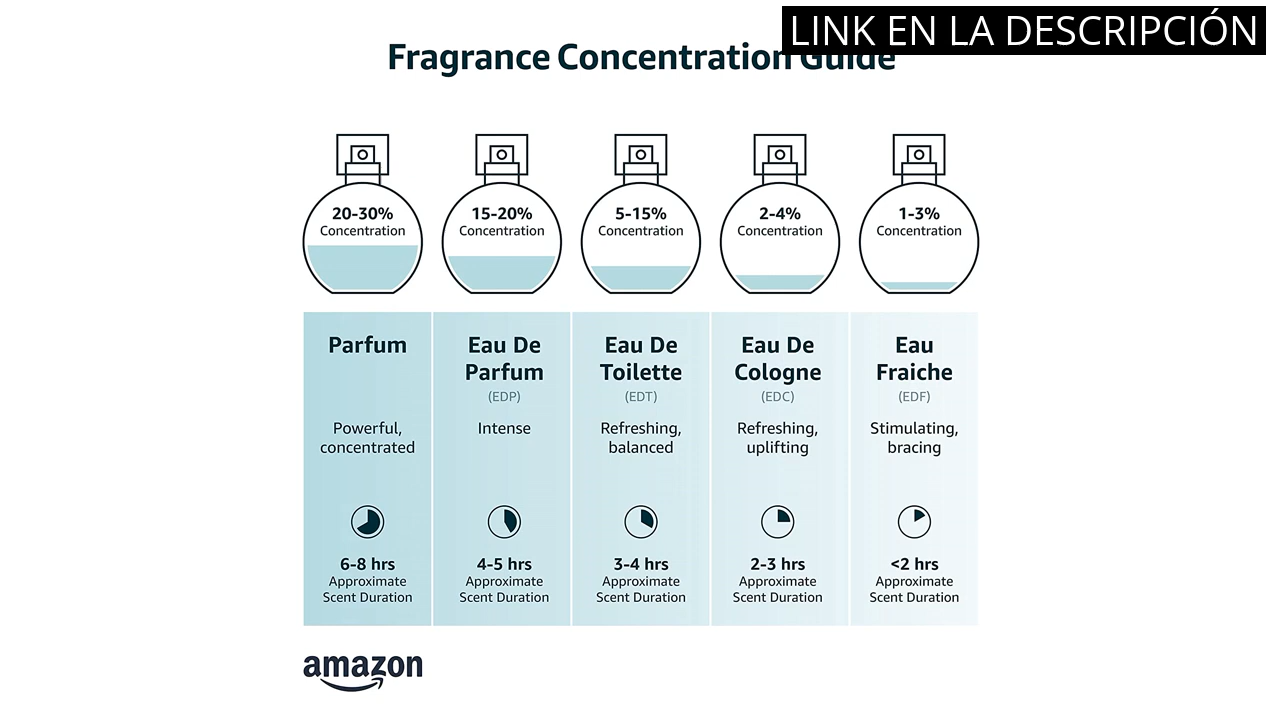 LINK EN LA DESCRIPCIÓN
Fragrance Concentration Guide
20-30%
Concentration
15-20%
Concentration
5-15%
Concentration
2-4%
Concentration
1-3%
Concentration
Parfum
Powerful,
concentrated
6-8 hrs
Approximate
Scent Duration
Eau De
Parfum
(EDP)
Intense
4-5 hrs
Approximate
Scent Duration
Eau De
Toilette
(EDT)
Refreshing,
balanced
3-4 hrs
Approximate
Scent Duration
Eau De
Cologne
(EDC)
Refreshing,
uplifting
2-3 hrs
Approximate
Scent Duration
Eau
Fraiche
(EDF)
Stimulating,
bracing
<2 hrs
Approximate
Scent Duration
amazon